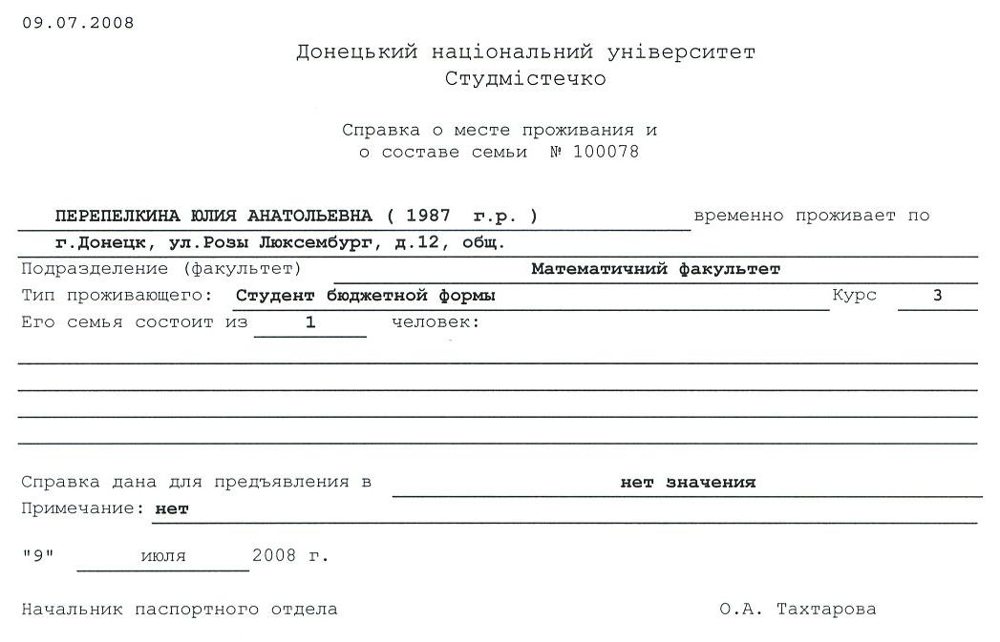 09.07.2008
Донецький національний університет
Студмістечко
Справка о месте проживания и
о составе семьи № 100078
ПЕРЕПЕЛКИНА ЮЛИЯ АНАТОЛЬЕВНА ( 1987 г.р. ) временно проживает по
г.Донецк, ул.Розы Люксембург, д.12, общ.
Подразделение (факультет) Математичний факультет
Тип проживающего: Студент бюджетной формы Курс 3
Его семья состоит из 1 человек:
Справка дана для предъявления в нет значения
Примечание: нет
"9" июля 2008 г.
Начальник паспортного отдела О.А. Тахтарова